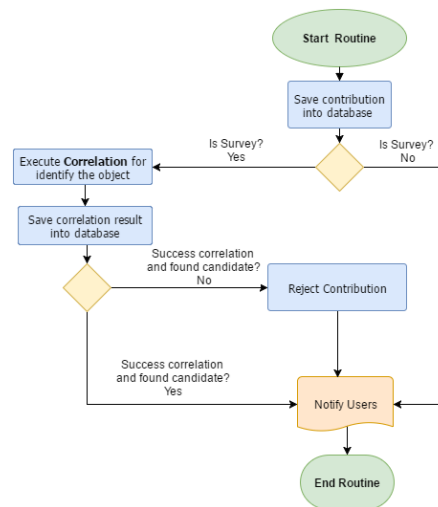 Start Routine
Save contribution
into database
Is Survey?
Yes
Is Survey?
No
Execute Correlation for
identify the object
Save correlation result
into database
Success correlation
and found candidate?
No
Reject Contribution
Success correlation
and found candidate?
Yes
Notify Users
End Routine